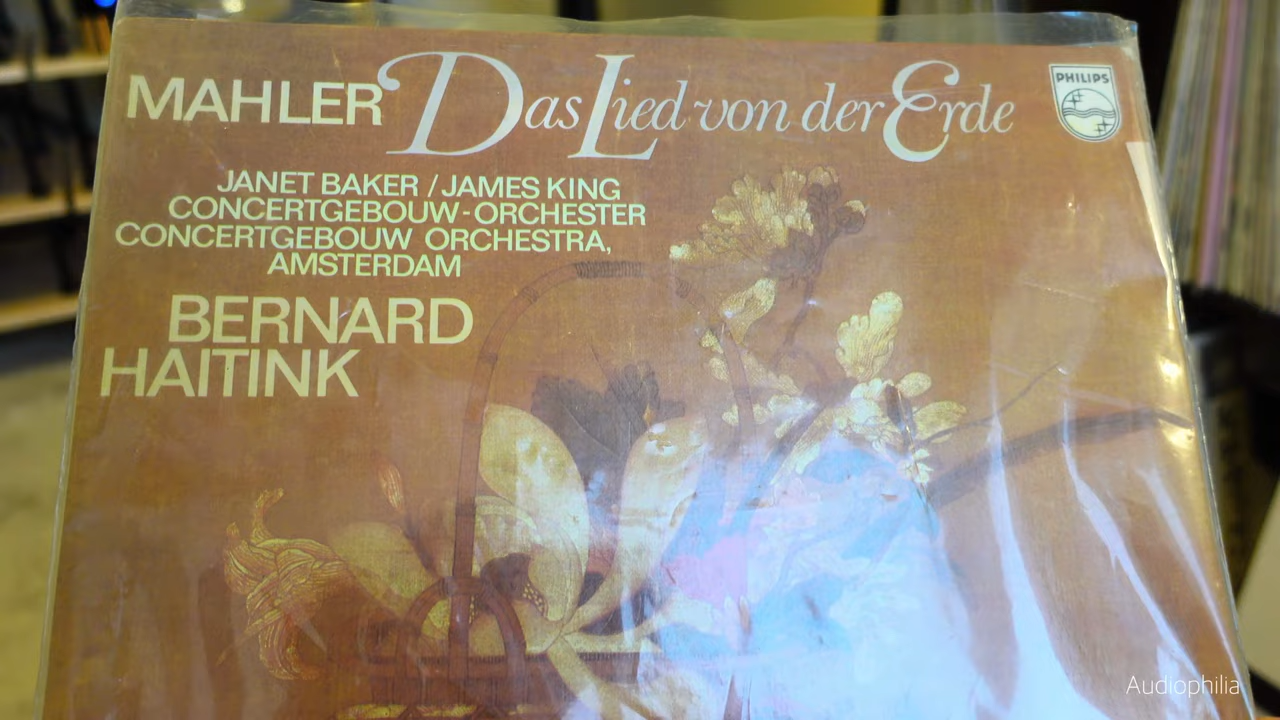 MAHLER Das Lied von der Erde
PHILIPS
JANET BAKER / JAMES KING
CONCERTGEBOUW-ORCHESTER
CONCERTGEBOUW ORCHESTRA,
AMSTERDAM
BERNARD
HAITINK
Audiophilia